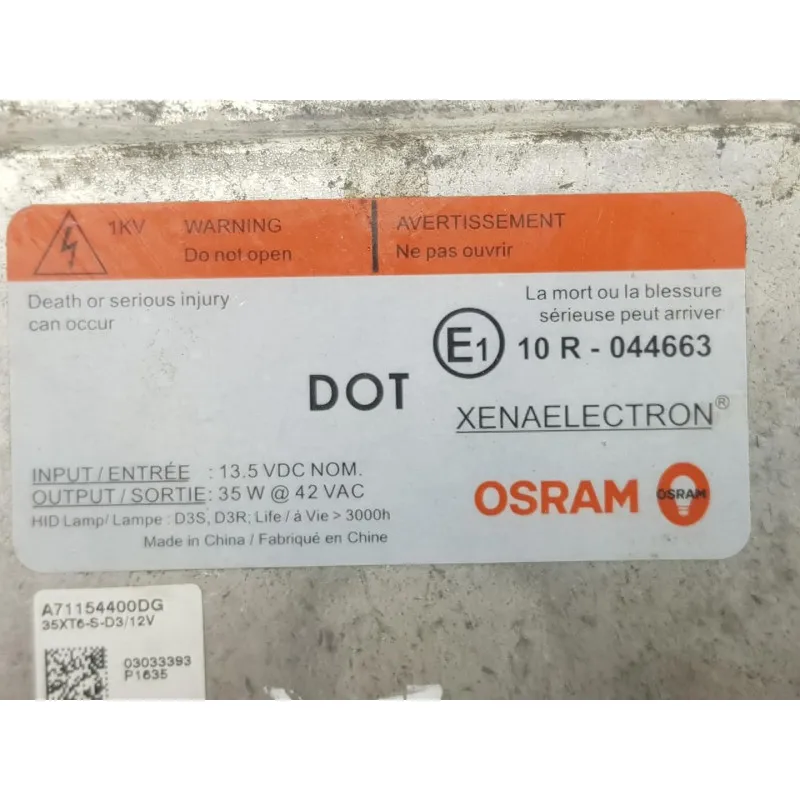 1KV WARNING
Do not open
AVERTISSEMENT
Ne pas ouvrir
Death or serious injury
can occur
La mort ou la blessure
sérieuse peut arriver
E1 10 R - 044663
DOT
XENAELECTRON®
INPUT / ENTRÉE : 13.5 VDC NOM.
OUTPUT / SORTIE: 35 W @ 42 VAC
HID Lamp/ Lampe : D3S, D3R; Life / á Vie > 3000h
Made in China / Fabriqué en Chine
OSRAM OSRAM
A71154400DG
35XT6-S-D3/12V
03033393
P1635